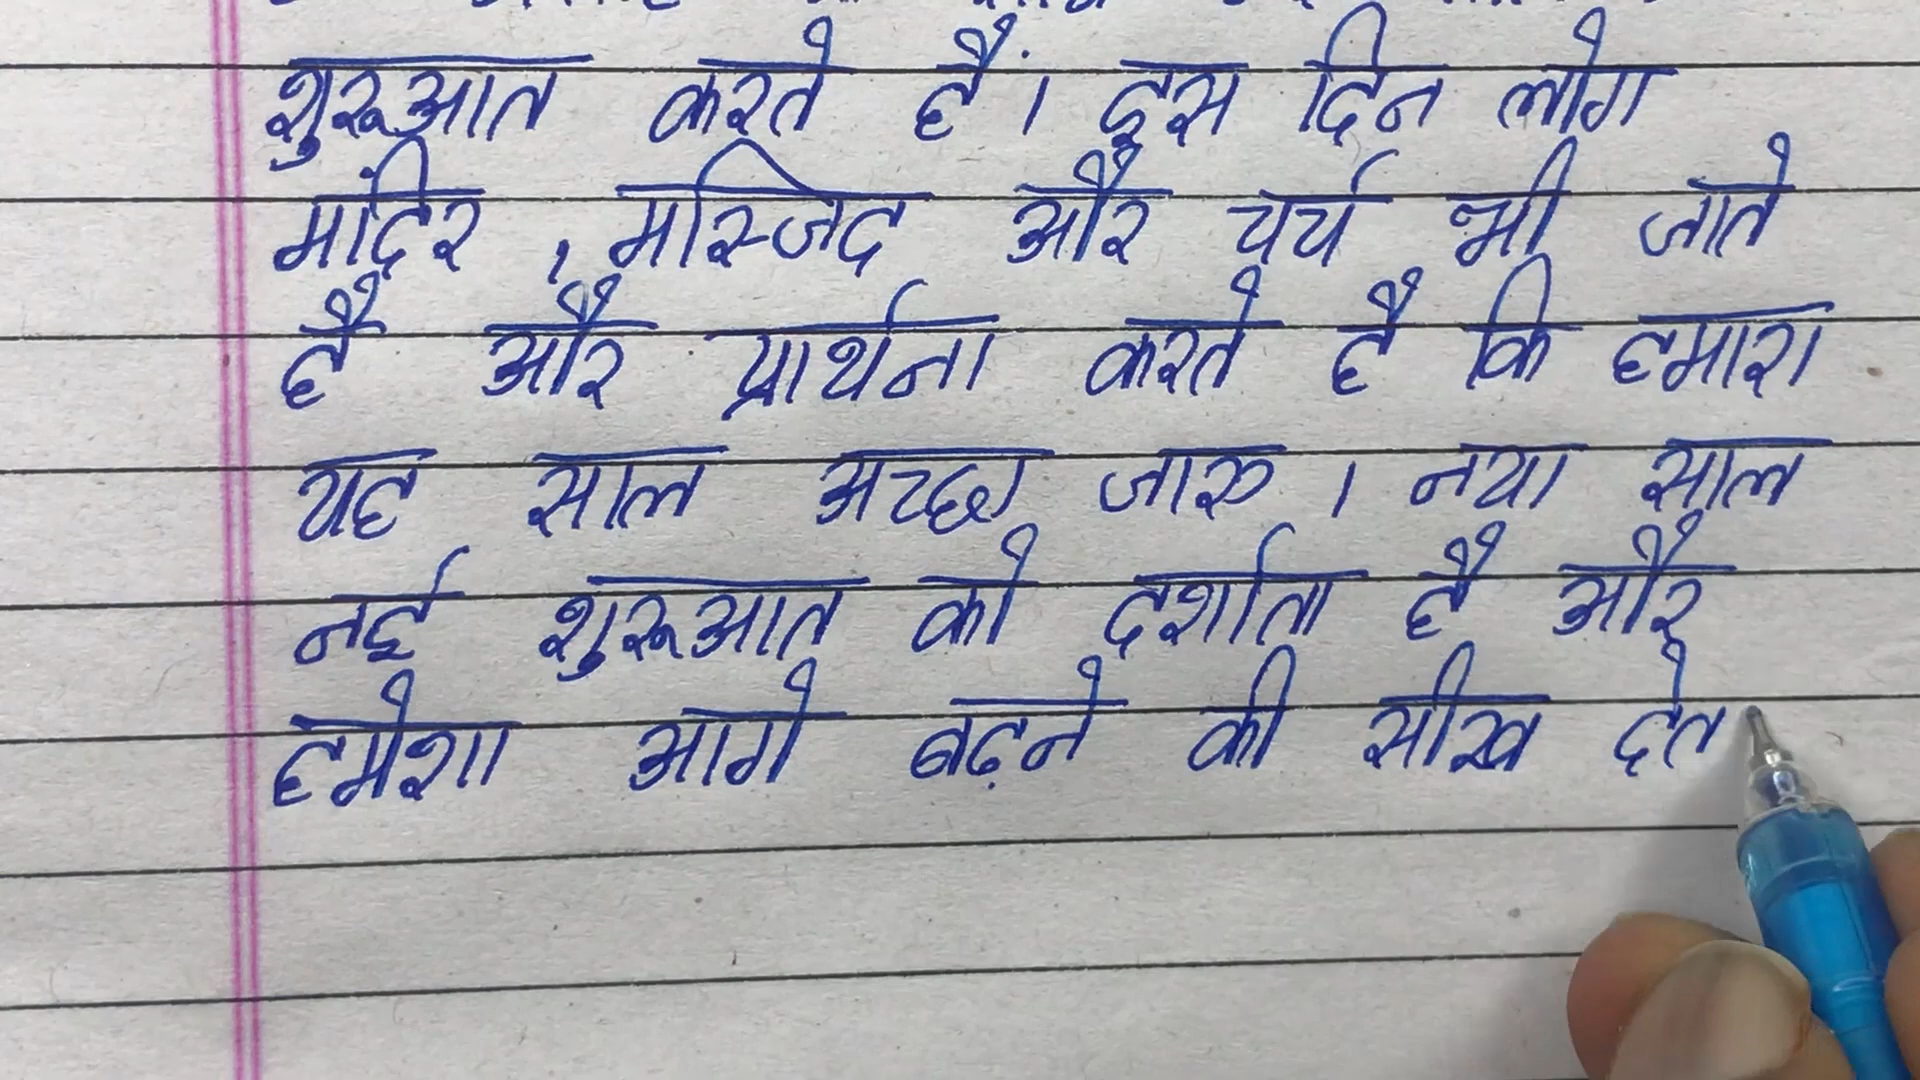 शुरूआत करते हैं। इस दिन लोग
मंदिर, मस्जिद और चर्च भी जाते
है और प्रार्थना करते है कि हमारा
यह साल अच्छा जाए। नया साल
नई शुरूआत को दर्शाता है और
हमेशा आगे बढ़ने की सीख देत